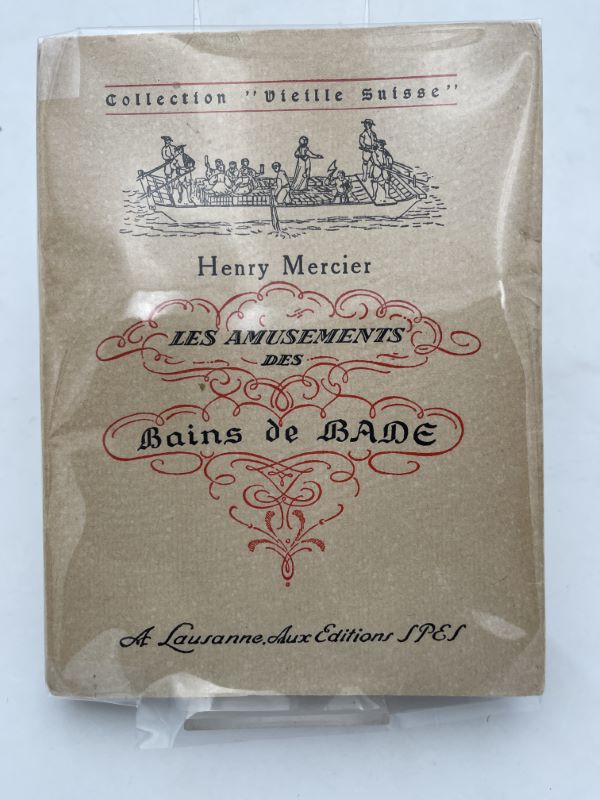 Collection "Vieille Suisse"
Henry Mercier
LES AMUSEMENTS
DES
Bains de BADE
A Lausanne, Aux Editions SPES